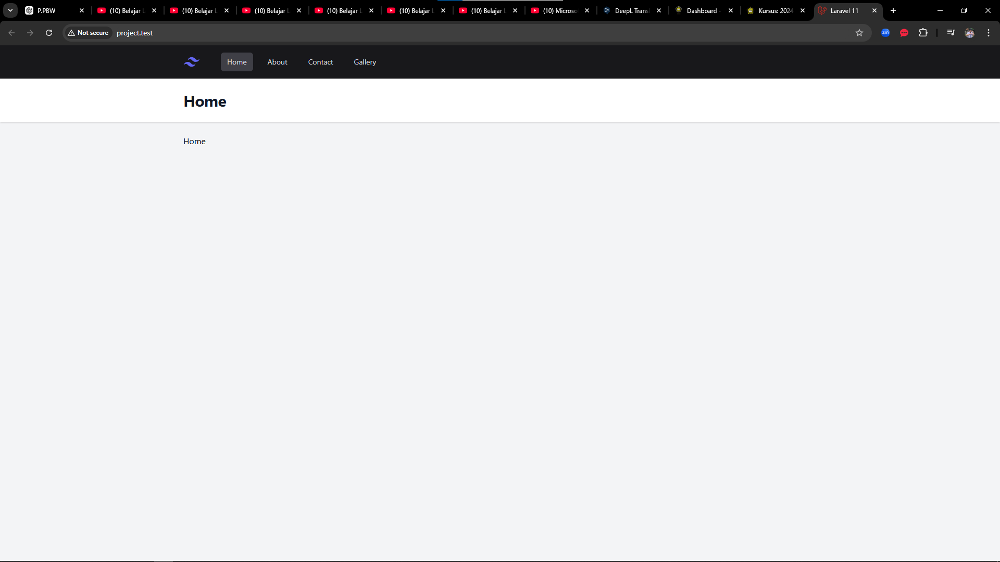 P.PBW
(10) Belajar L
(10) Belajar L
(10) Belajar L
(10) Belajar L
(10) Belajar L
(10) Belajar L
(10) Microso
DeepL Transl
Dashboard -
Kursus: 2024
Laravel 11
Not secure
project.test
zm
Home
About
Contact
Gallery
Home
Home